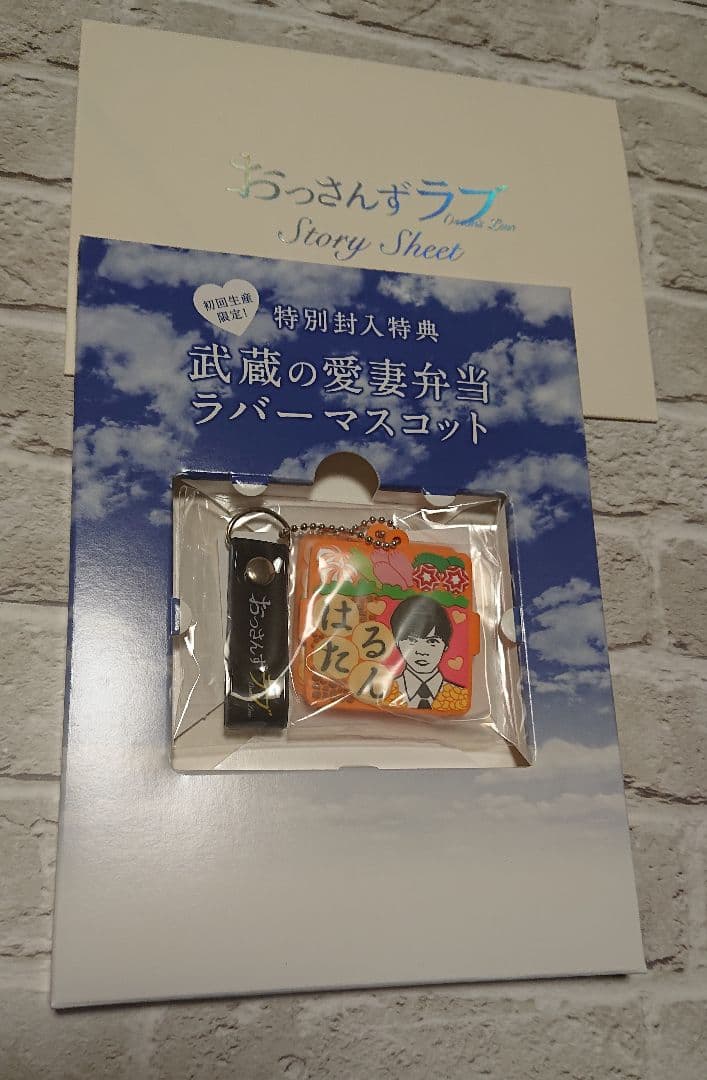 おっさんずラブ
Ossan's Love
Story Sheet
初回生産
限定!
特別封入特典
武蔵の愛妻弁当
ラバーマスコット
おっさんずラブ
はる
たん